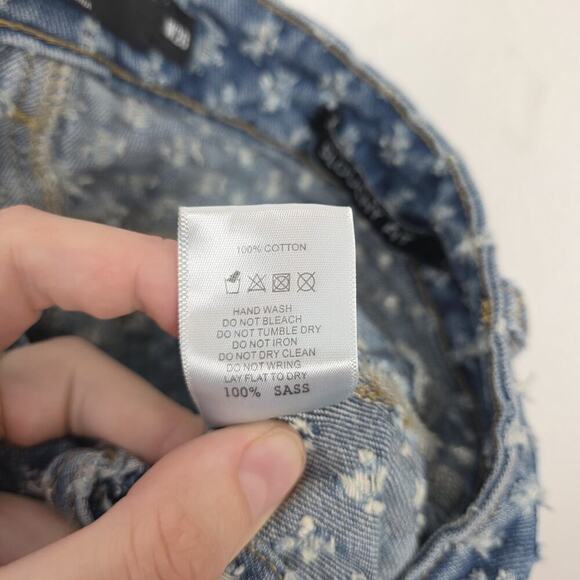 100% COTTON
HAND WASH
DO NOT BLEACH
DO NOT TUMBLE DRY
DO NOT IRON
DO NOT DRY CLEAN
DO NOT WRING
LAY FLAT TO DRY
100% SASS